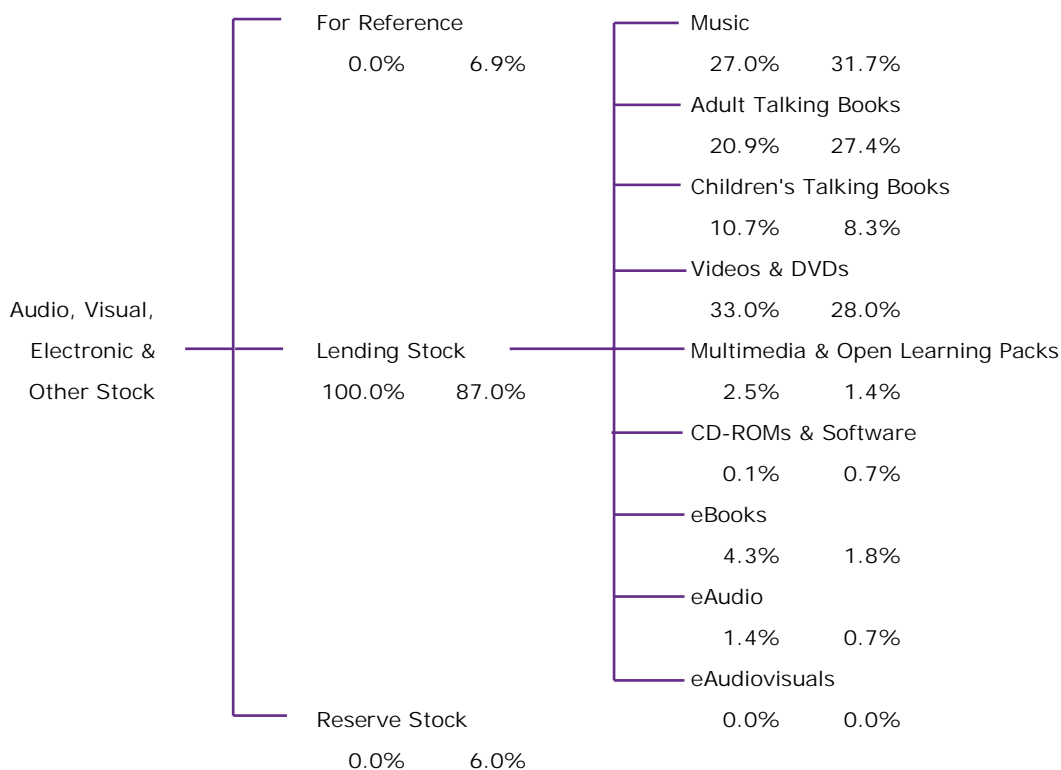 For Reference
0.0% 6.9%
Audio, Visual,
Electronic &
Other Stock
Lending Stock
100.0% 87.0%
Reserve Stock
0.0% 6.0%
Music
27.0% 31.7%
Adult Talking Books
20.9% 27.4%
Children's Talking Books
10.7% 8.3%
Videos & DVDs
33.0% 28.0%
Multimedia & Open Learning Packs
2.5% 1.4%
CD-ROMs & Software
0.1% 0.7%
eBooks
4.3% 1.8%
eAudio
1.4% 0.7%
eAudiovisuals
0.0% 0.0%